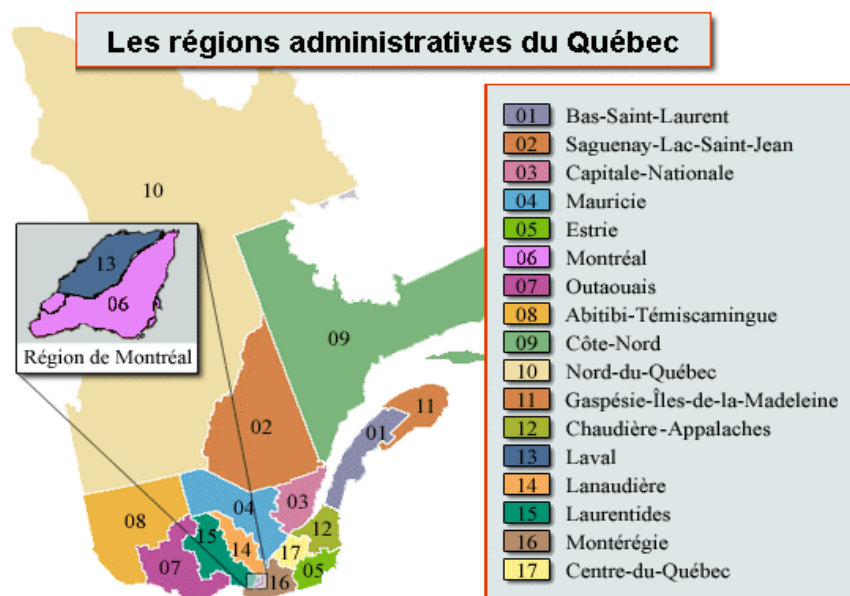 Les régions administratives du Québec
01 Bas-Saint-Laurent
02 Saguenay-Lac-Saint-Jean
03 Capitale-Nationale
04 Mauricie
05 Estrie
06 Montréal
07 Outaouais
08 Abitibi-Témiscamingue
09 Côte-Nord
10 Nord-du-Québec
11 Gaspésie-Îles-de-la-Madeleine
12 Chaudière-Appalaches
13 Laval
14 Lanaudière
15 Laurentides
16 Montérégie
17 Centre-du-Québec
10
13
06
Région de Montréal
09
11
02
01
04
03
08
15
14
12
17
07
16
05